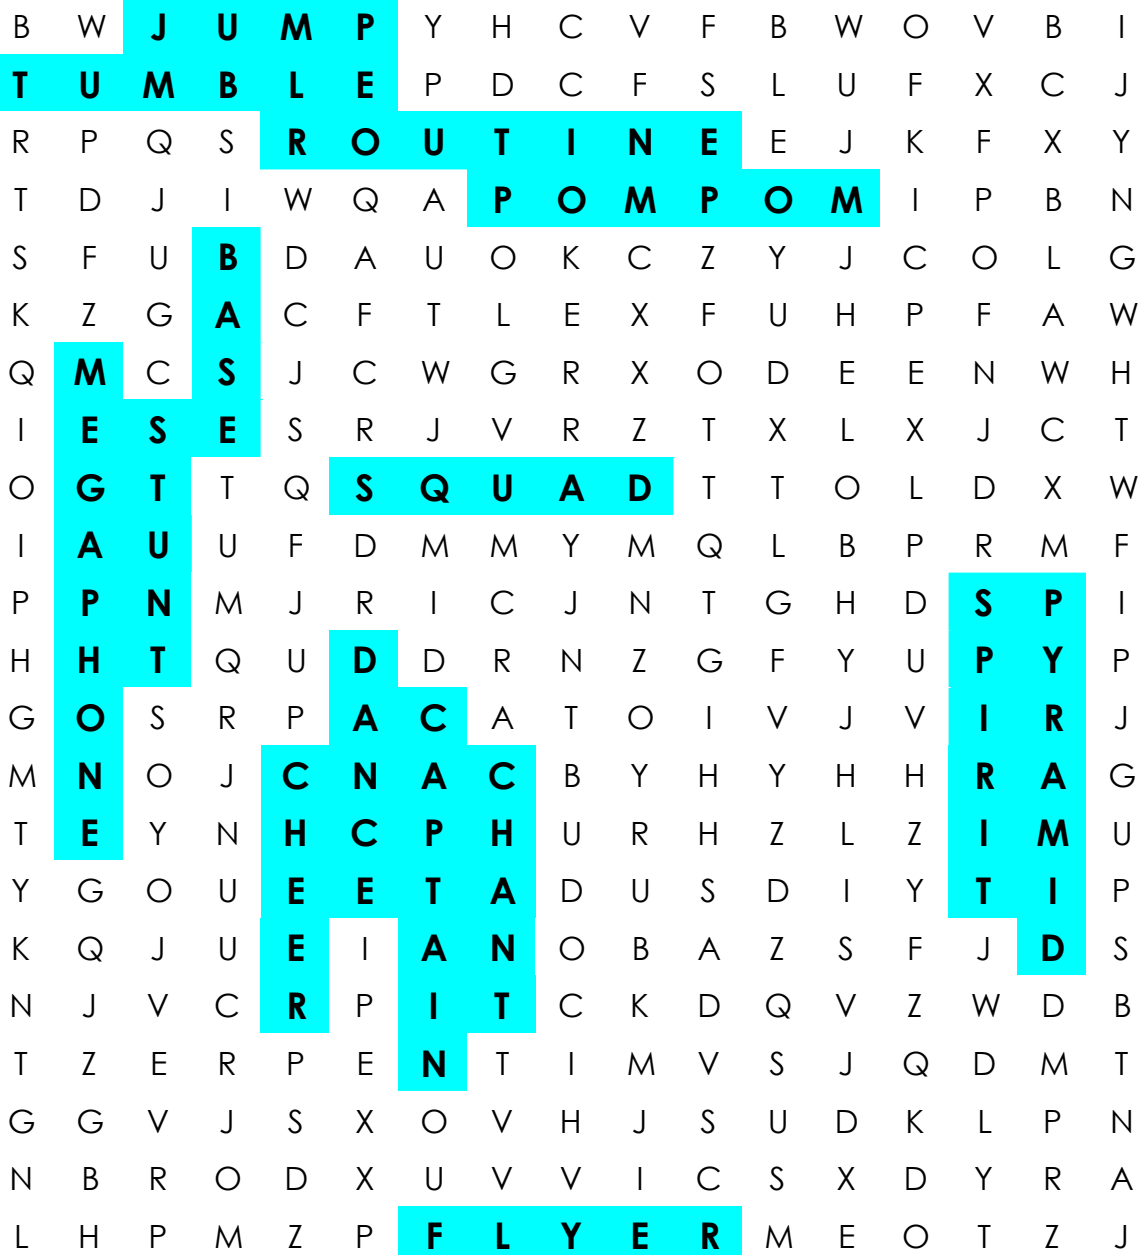 B W J U M P Y H C V F B W O V B I
T U M B L E P D C F S L U F X C J
R P Q S R O U T I N E E J K F X Y
T D J I W Q A P O M P O M I P B N
S F U B D A U O K C Z Y J C O L G
K Z G A C F T L E X F U H P F A W
Q M C S J C W G R X O D E E N W H
I E S E S R J V R Z T X L X J C T
O G T T Q S Q U A D T T O L D X W
I A U U F D M M Y M Q L B P R M F
P P N M J R I C J N T G H D S P I
H H T Q U D D R N Z G F Y U P Y P
G O S R P A C A T O I V J V I R J
M N O J C N A C B Y H Y H H R A G
T E Y N H C P H U R H Z L Z I M U
Y G O U E E T A D U S D I Y T I P
K Q J U E I A N O B A Z S F J D S
N J V C R P I T C K D Q V Z W D B
T Z E R P E N T I M V S J Q D M T
G G V J S X O V H J S U D K L P N
N B R O D X U V V I C S X D Y R A
L H P M Z P F L Y E R M E O T Z J